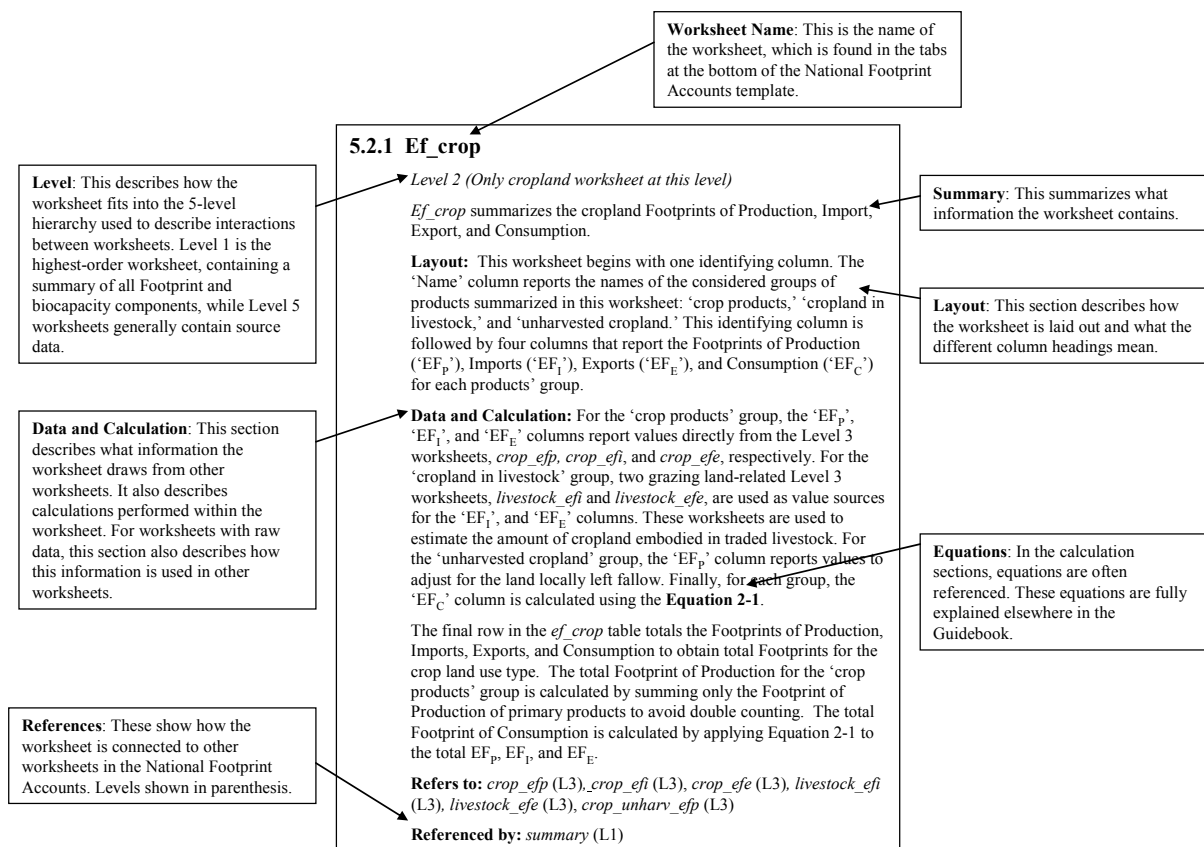 Worksheet Name: This is the name of
the worksheet, which is found in the tabs
at the bottom of the National Footprint
Accounts template.
5.2.1 Ef_crop
Level 2 (Only cropland worksheet at this level)
Ef_crop summarizes the cropland Footprints of Production, Import,
Export, and Consumption.
Layout: This worksheet begins with one identifying column. The
‘Name’ column reports the names of the considered groups of
products summarized in this worksheet: ‘crop products,’ ‘cropland in
livestock,’ and ‘unharvested cropland.’ This identifying column is
followed by four columns that report the Footprints of Production
(‘EFP’), Imports (‘EFI’), Exports (‘EFE’), and Consumption (‘EFC’)
for each products’ group.
Data and Calculation: For the ‘crop products’ group, the ‘EFP’,
‘EFI’, and ‘EFE’ columns report values directly from the Level 3
worksheets, crop_efp, crop_efi, and crop_efe, respectively. For the
‘cropland in livestock’ group, two grazing land-related Level 3
worksheets, livestock_efi and livestock_efe, are used as value sources
for the ‘EFI’, and ‘EFE’ columns. These worksheets are used to
estimate the amount of cropland embodied in traded livestock. For
the ‘unharvested cropland’ group, the ‘EFP’ column reports values to
adjust for the land locally left fallow. Finally, for each group, the
‘EFC’ column is calculated using the Equation 2-1.
The final row in the ef_crop table totals the Footprints of Production,
Imports, Exports, and Consumption to obtain total Footprints for the
crop land use type. The total Footprint of Production for the ‘crop
products’ group is calculated by summing only the Footprint of
Production of primary products to avoid double counting. The total
Footprint of Consumption is calculated by applying Equation 2-1 to
the total EFP, EFI, and EFE.
Refers to: crop_efp (L3), crop_efi (L3), crop_efe (L3), livestock_efi
(L3), livestock_efe (L3), crop_unharv_efp (L3)
Referenced by: summary (L1)
Level: This describes how the
worksheet fits into the 5-level
hierarchy used to describe interactions
between worksheets. Level 1 is the
highest-order worksheet, containing a
summary of all Footprint and
biocapacity components, while Level 5
worksheets generally contain source
data.
Data and Calculation: This section
describes what information the
worksheet draws from other
worksheets. It also describes
calculations performed within the
worksheet. For worksheets with raw
data, this section also describes how
this information is used in other
worksheets.
References: These show how the
worksheet is connected to other
worksheets in the National Footprint
Accounts. Levels shown in parenthesis.
Summary: This summarizes what
information the worksheet contains.
Layout: This section describes how
the worksheet is laid out and what the
different column headings mean.
Equations: In the calculation
sections, equations are often
referenced. These equations are fully
explained elsewhere in the
Guidebook.